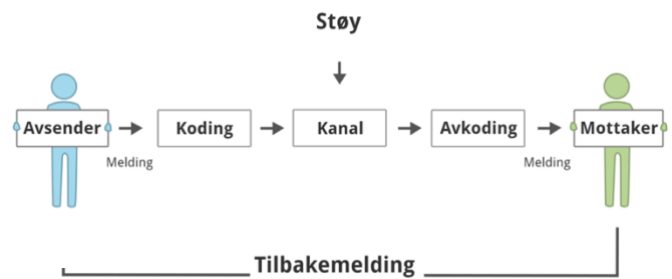 Støy
Avsender
Koding
Kanal
Avkoding
Mottaker
Melding
Melding
Tilbakemelding